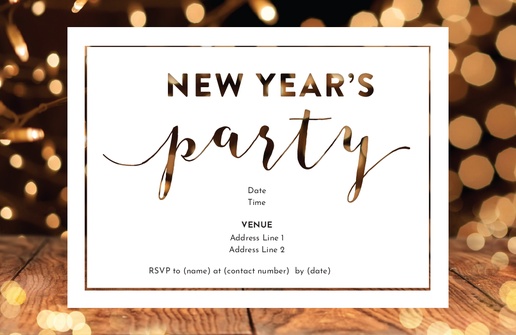 NEW YEAR'S
party
Date
Time
VENUE
Address Line 1
Address Line 2
RSVP to (name) at (contact number) by (date)